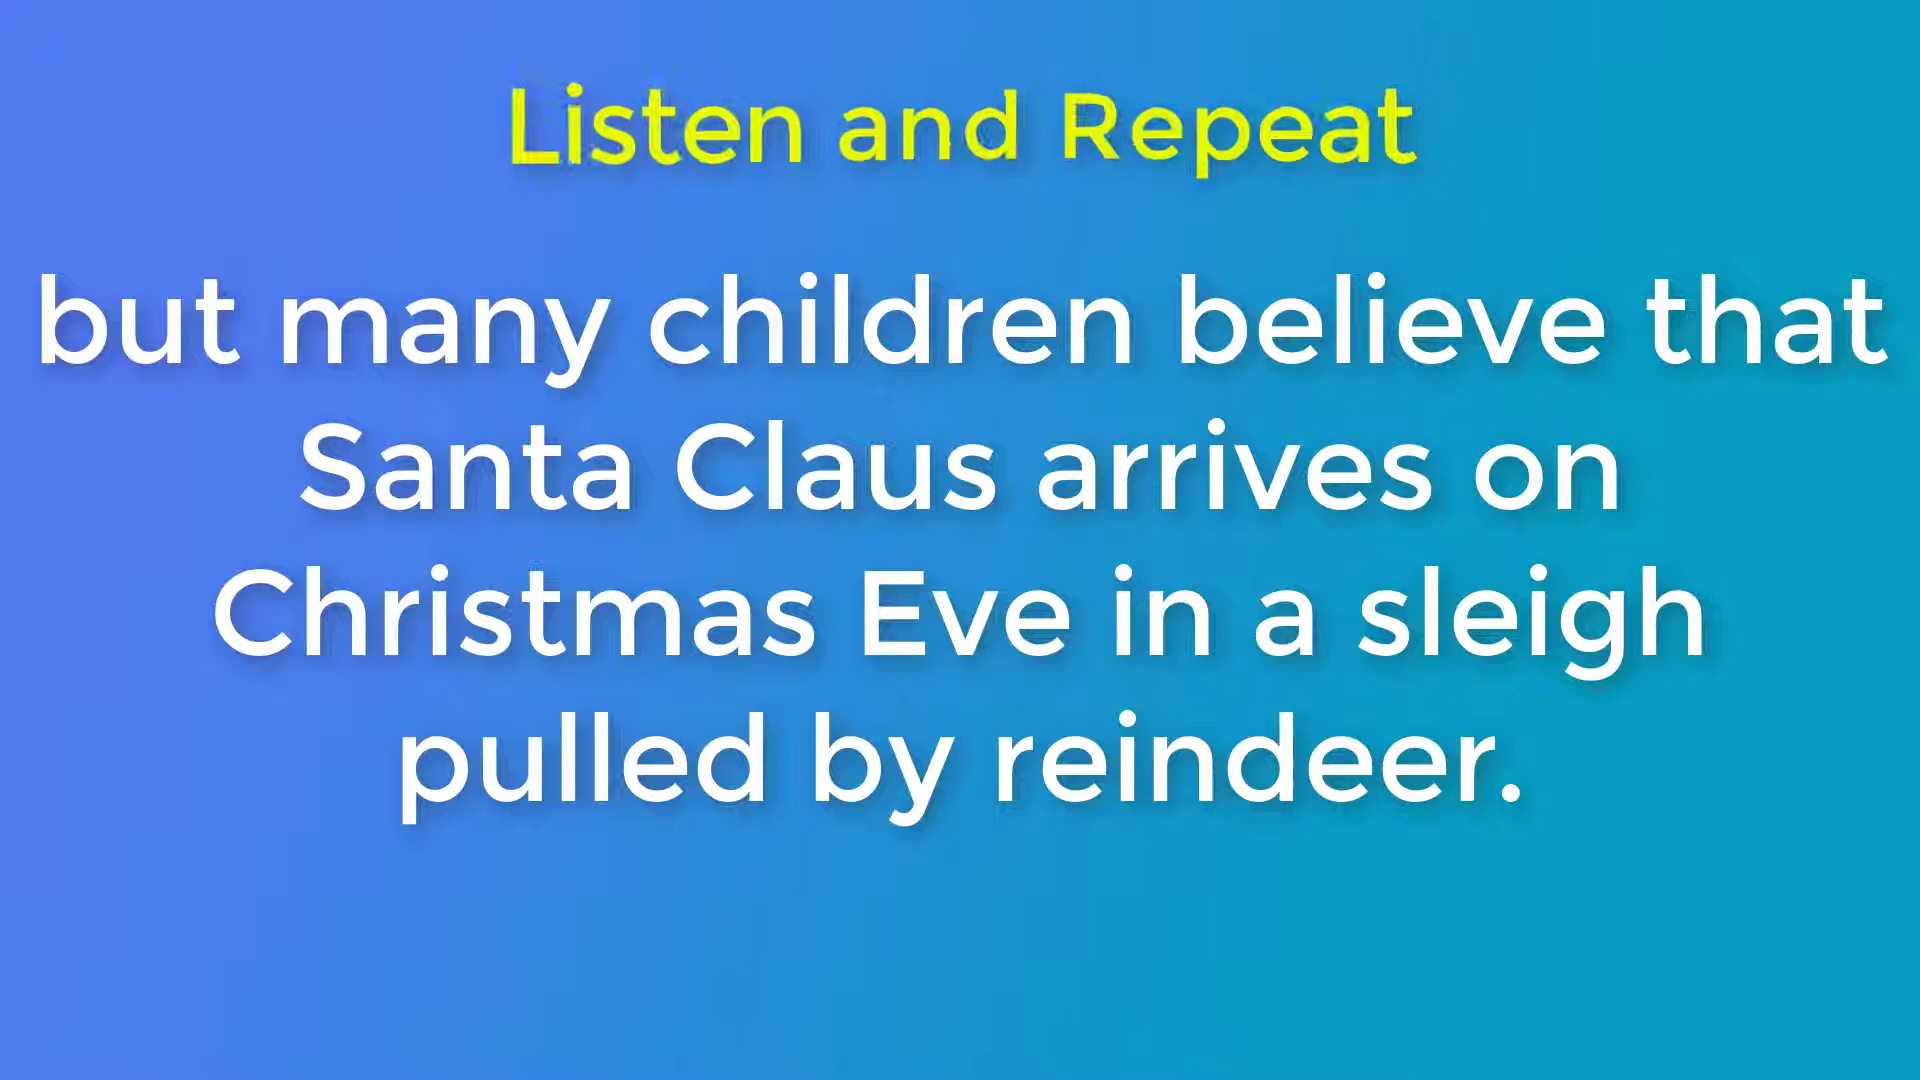 Listen and Repeat
but many children believe that
Santa Claus arrives on
Christmas Eve in a sleigh
pulled by reindeer.